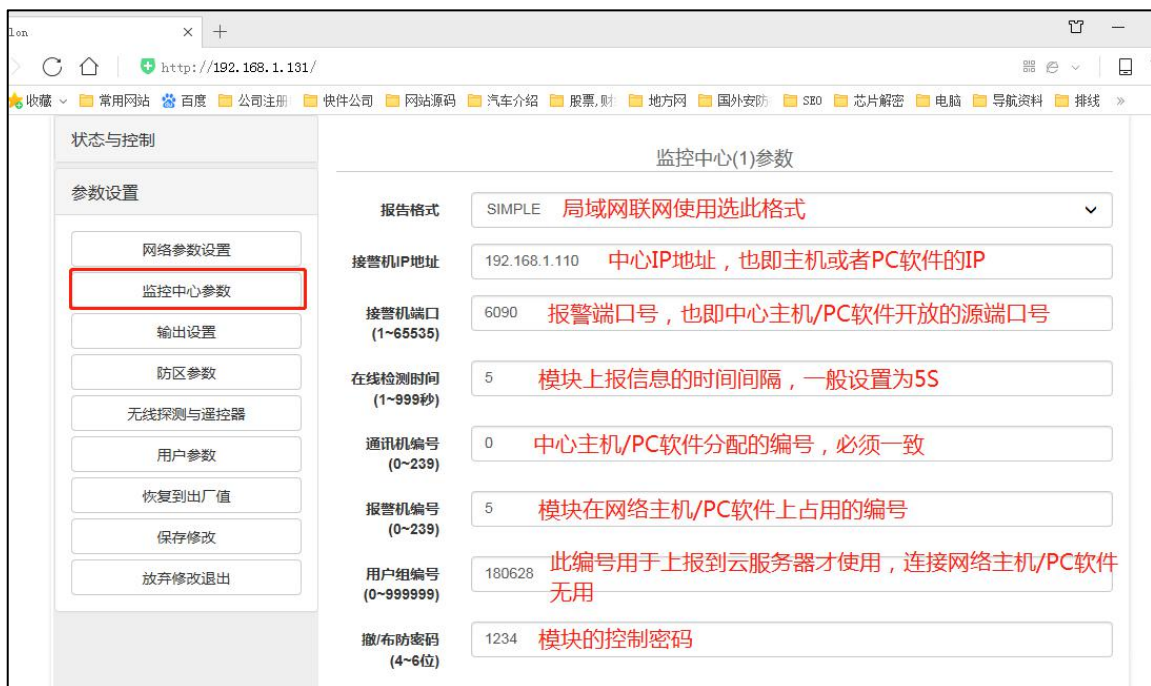 lon
http://192.168.1.131/
收藏 常用网站 百度 公司注册 快件公司 网站源码 汽车介绍 股票,财 地方网 国外安防 SEO 芯片解密 电脑 导航资料 排线 »
状态与控制
参数设置
网络参数设置
监控中心参数
输出设置
防区参数
无线探测与遥控器
用户参数
恢复到出厂值
保存修改
放弃修改退出
监控中心(1)参数
报告格式 SIMPLE 局域网联网使用选此格式
接警机IP地址 192.168.1.110 中心IP地址，也即主机或者PC软件的IP
接警机端口 6090 报警端口号，也即中心主机/PC软件开放的源端口号
(1~65535)
在线检测时间 5 模块上报信息的时间间隔，一般设置为5S
(1~999秒)
通讯机编号 0 中心主机/PC软件分配的编号，必须一致
(0~239)
报警机编号 5 模块在网络主机/PC软件上占用的编号
(0~239)
用户组编号 180628 此编号用于上报到云服务器才使用，连接网络主机/PC软件
(0~999999) 无用
撤/布防密码 1234 模块的控制密码
(4~6位)